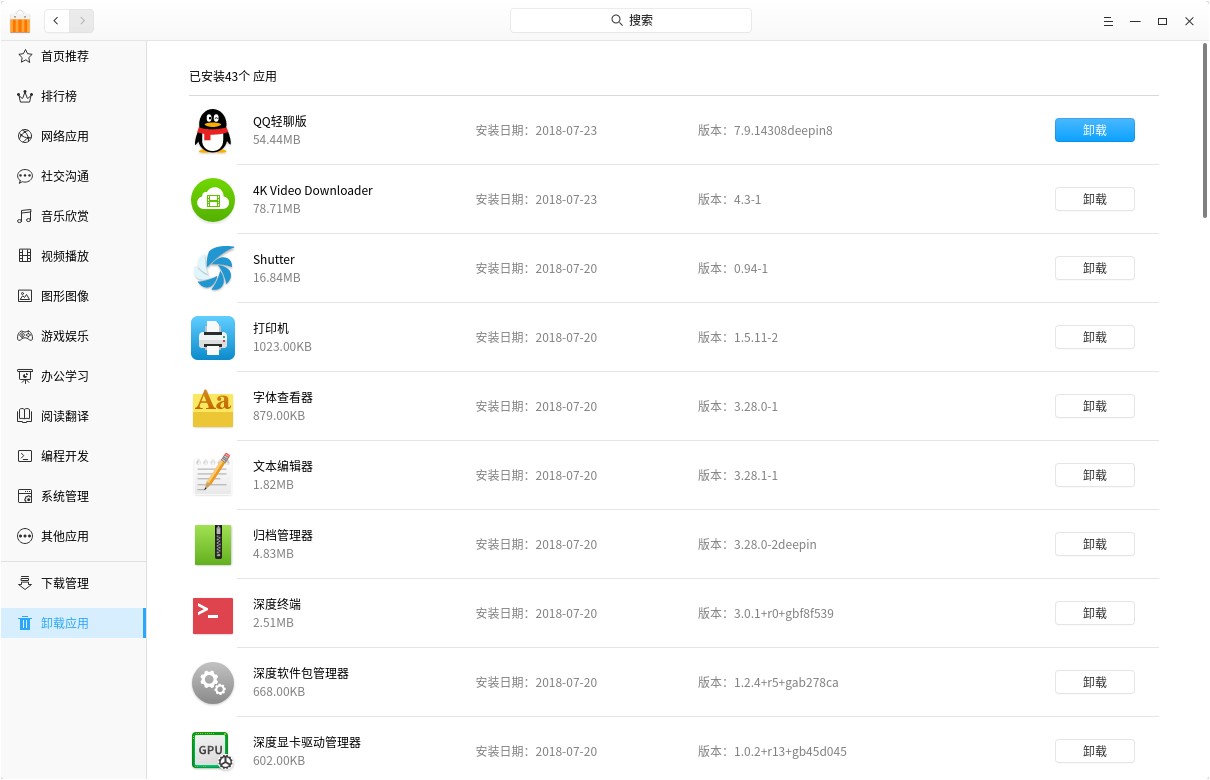 搜索
首页推荐
排行榜
网络应用
社交沟通
音乐欣赏
视频播放
图形图像
游戏娱乐
办公学习
阅读翻译
编程开发
系统管理
其他应用
下载管理
卸载应用
已安装43个 应用
QQ轻聊版
54.44MB
安装日期：2018-07-23
版本：7.9.14308deepin8
卸载
4K Video Downloader
78.71MB
安装日期：2018-07-23
版本：4.3-1
卸载
Shutter
16.84MB
安装日期：2018-07-20
版本：0.94-1
卸载
打印机
1023.00KB
安装日期：2018-07-20
版本：1.5.11-2
卸载
Aa
字体查看器
879.00KB
安装日期：2018-07-20
版本：3.28.0-1
卸载
文本编辑器
1.82MB
安装日期：2018-07-20
版本：3.28.1-1
卸载
归档管理器
4.83MB
安装日期：2018-07-20
版本：3.28.0-2deepin
卸载
深度终端
2.51MB
安装日期：2018-07-20
版本：3.0.1+r0+gbf8f539
卸载
深度软件包管理器
668.00KB
安装日期：2018-07-20
版本：1.2.4+r5+gab278ca
卸载
GPU
深度显卡驱动管理器
602.00KB
安装日期：2018-07-20
版本：1.0.2+r13+gb45d045
卸载